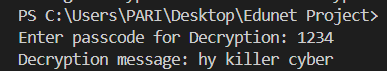 PS C:\Users\PARI\Desktop\Edunet Project>
Enter passcode for Decryption: 1234
Decryption message: hy killer cyber